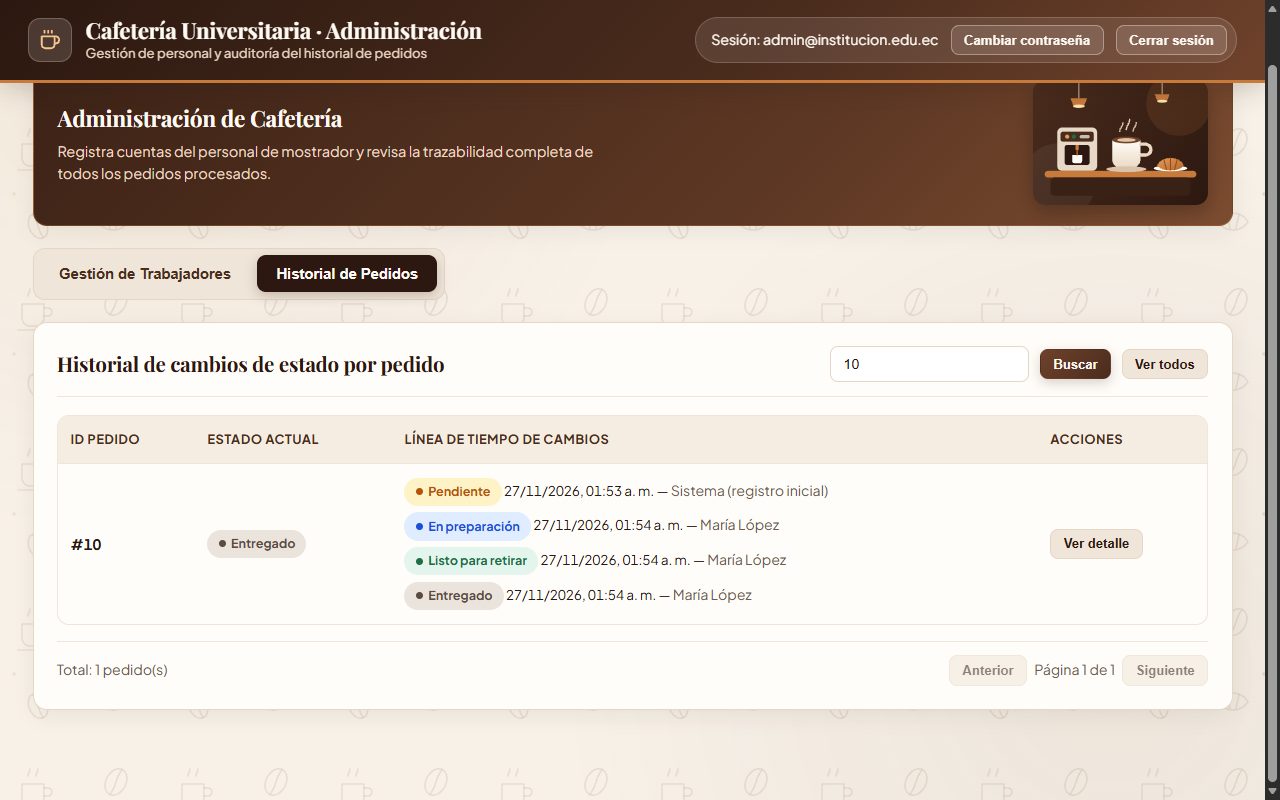 Cafetería Universitaria · Administración
Gestión de personal y auditoría del historial de pedidos
Sesión: admin@institucion.edu.ec
Cambiar contraseña
Cerrar sesión
Administración de Cafetería
Registra cuentas del personal de mostrador y revisa la trazabilidad completa de
todos los pedidos procesados.
Gestión de Trabajadores
Historial de Pedidos
Historial de cambios de estado por pedido
10
Buscar
Ver todos
ID PEDIDO ESTADO ACTUAL LÍNEA DE TIEMPO DE CAMBIOS ACCIONES
#10
Entregado
Pendiente 27/11/2026, 01:53 a. m. — Sistema (registro inicial)
En preparación 27/11/2026, 01:54 a. m. — María López
Listo para retirar 27/11/2026, 01:54 a. m. — María López
Entregado 27/11/2026, 01:54 a. m. — María López
Ver detalle
Total: 1 pedido(s)
Anterior
Página 1 de 1
Siguiente